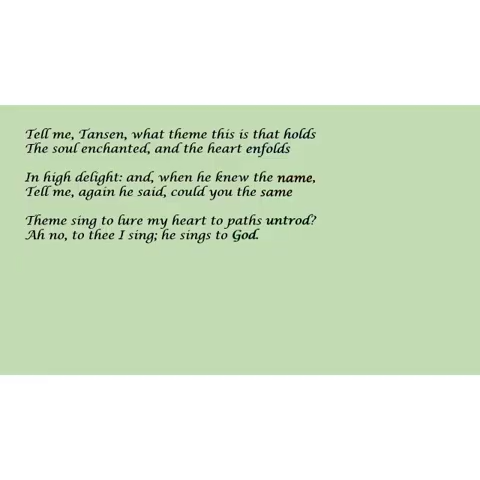 Tell me, Tansen, what theme this is that holds
The soul enchanted, and the heart enfolds
In high delight: and, when he knew the name,
Tell me, again he said, could you the same
Theme sing to lure my heart to paths untrod?
Ah no, to thee I sing; he sings to God.